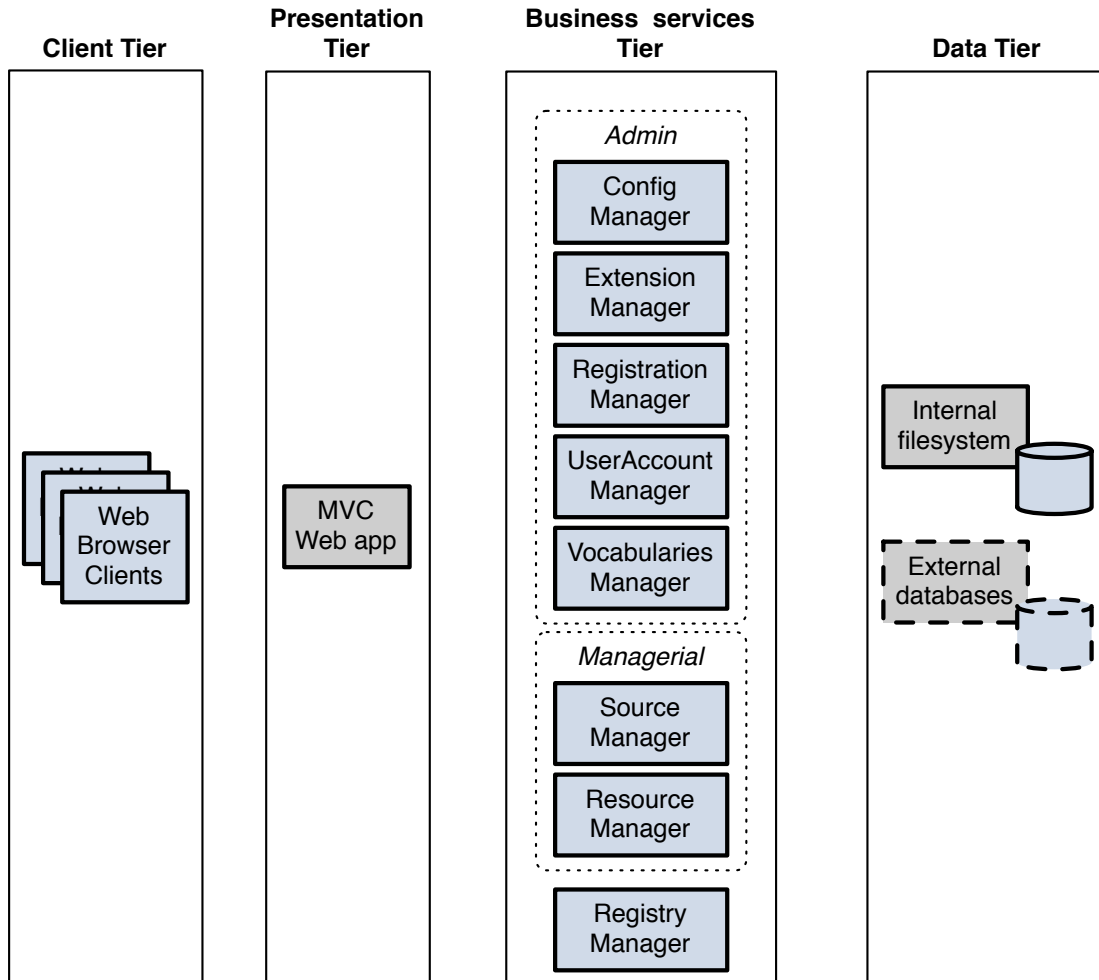 Client Tier
Presentation
Tier
Business services
Tier
Data Tier
Admin
Config
Manager
Extension
Manager
Registration
Manager
UserAccount
Manager
Vocabularies
Manager
Managerial
Source
Manager
Resource
Manager
Registry
Manager
Web
Browser
Clients
MVC
Web app
Internal
filesystem
External
databases